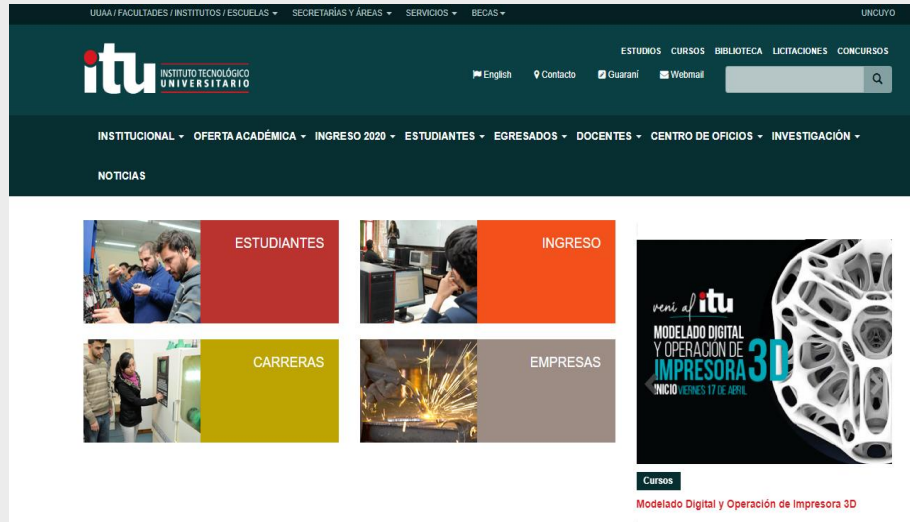 UUAA / FACULTADES / INSTITUTOS / ESCUELAS SECRETARÍAS Y ÁREAS SERVICIOS BECAS UNCUYO
ESTUDIOS CURSOS BIBLIOTECA LICITACIONES CONCURSOS
itu INSTITUTO TECNOLÓGICO
UNIVERSITARIO
English Contacto Guaraní Webmail
INSTITUCIONAL OFERTA ACADÉMICA INGRESO 2020 ESTUDIANTES EGRESADOS DOCENTES CENTRO DE OFICIOS INVESTIGACIÓN
NOTICIAS
ESTUDIANTES
INGRESO
CARRERAS
EMPRESAS
vení al itu
MODELADO DIGITAL
Y OPERACIÓN DE
IMPRESORA 3D
INICIO VIERNES 17 DE ABRIL
Cursos
Modelado Digital y Operación de Impresora 3D